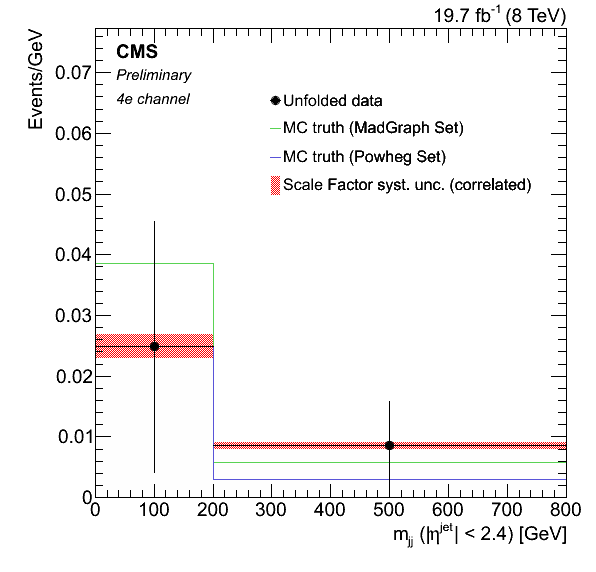 19.7 fb⁻¹ (8 TeV)
Events/GeV
CMS
Preliminary
4e channel
Unfolded data
MC truth (MadGraph Set)
MC truth (Powheg Set)
Scale Factor syst. unc. (correlated)
0.07
0.06
0.05
0.04
0.03
0.02
0.01
0
0 100 200 300 400 500 600 700 800
m_jj (|η^jet| < 2.4) [GeV]